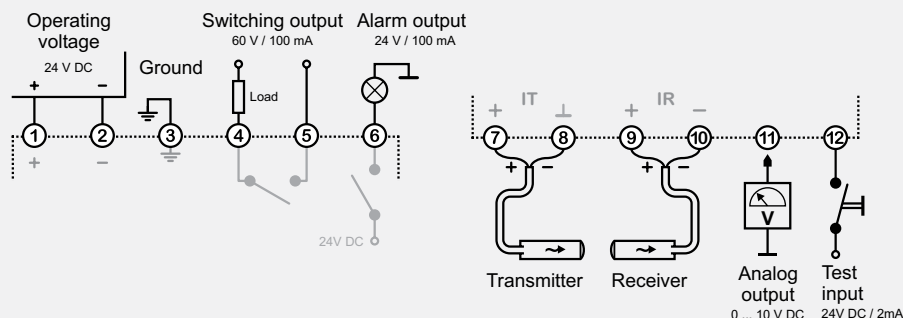 Operating
voltage
24 V DC
Ground
Switching output
60 V / 100 mA
Alarm output
24 V / 100 mA
+ −
Load
IT
IR
+ ⊥ + −
1 2 3 4 5 6
7 8 9 10 11 12
+ −
+ − + −
V
24V DC
Transmitter
Receiver
Analog
output
0 ... 10 V DC
Test
input
24V DC / 2mA